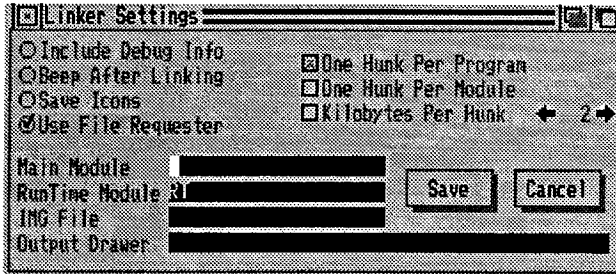 Linker Settings
Include Debug Info
Beep After Linking
Save Icons
Use File Requester
One Hunk Per Program
One Hunk Per Module
Kilobytes Per Hunk 2
Main Module
RunTime Module RT
IMG File
Output Drawer
Save Cancel